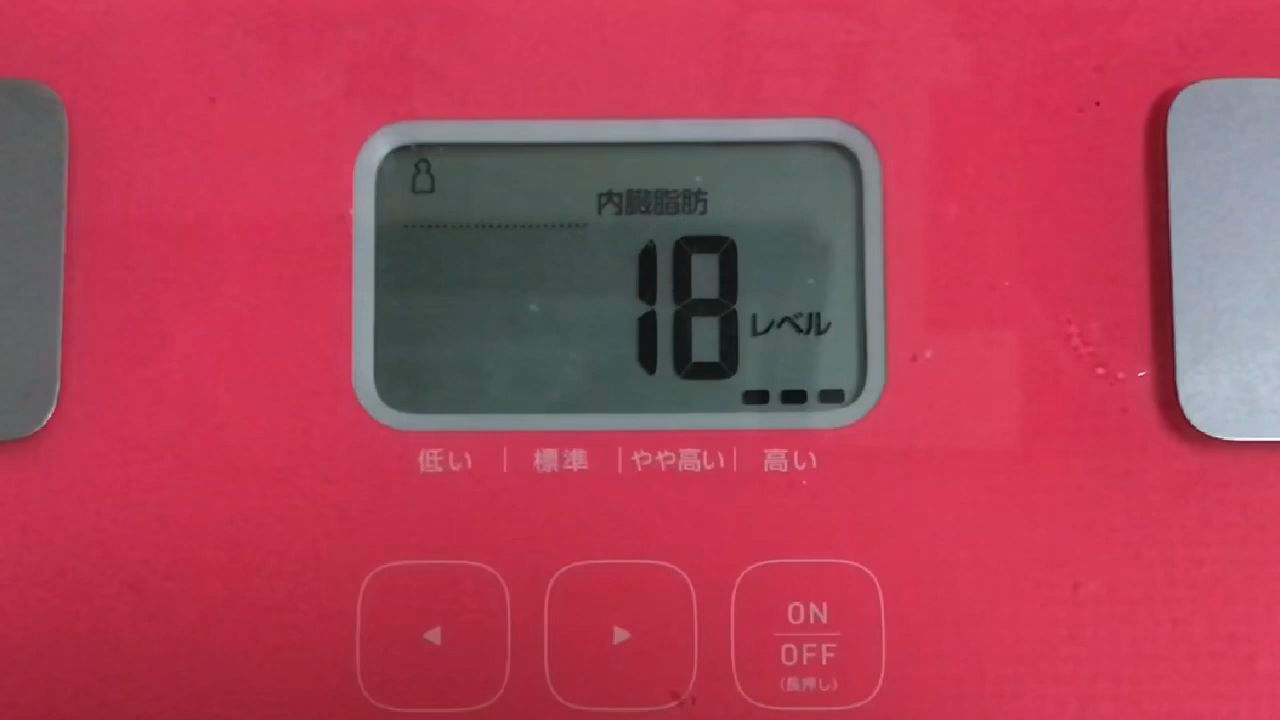 内臓脂肪
18 レベル
低い | 標準 | やや高い | 高い
ON
OFF
(長押し)